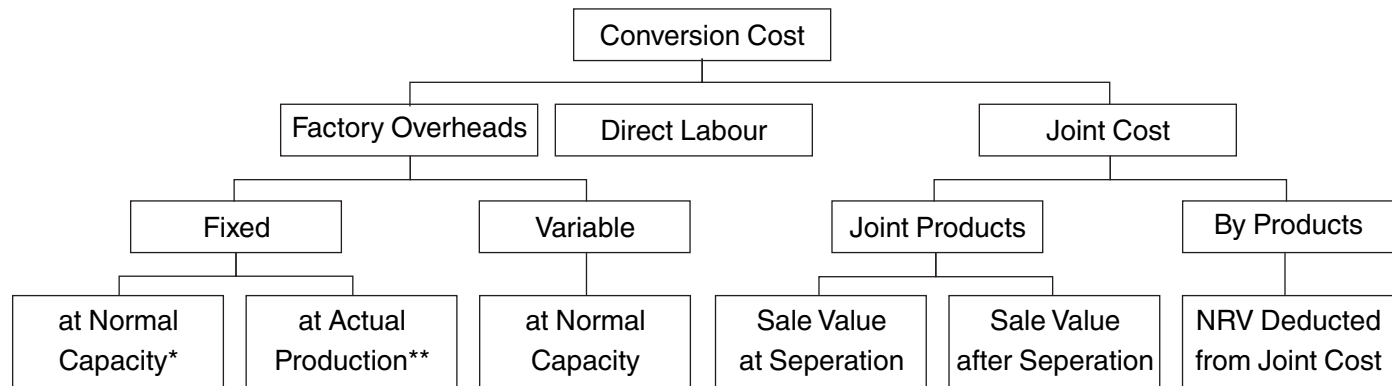 Conversion Cost
Factory Overheads
Direct Labour
Joint Cost
Fixed
Variable
Joint Products
By Products
at Normal
Capacity*
at Actual
Production**
at Normal
Capacity
Sale Value
at Seperation
Sale Value
after Seperation
NRV Deducted
from Joint Cost